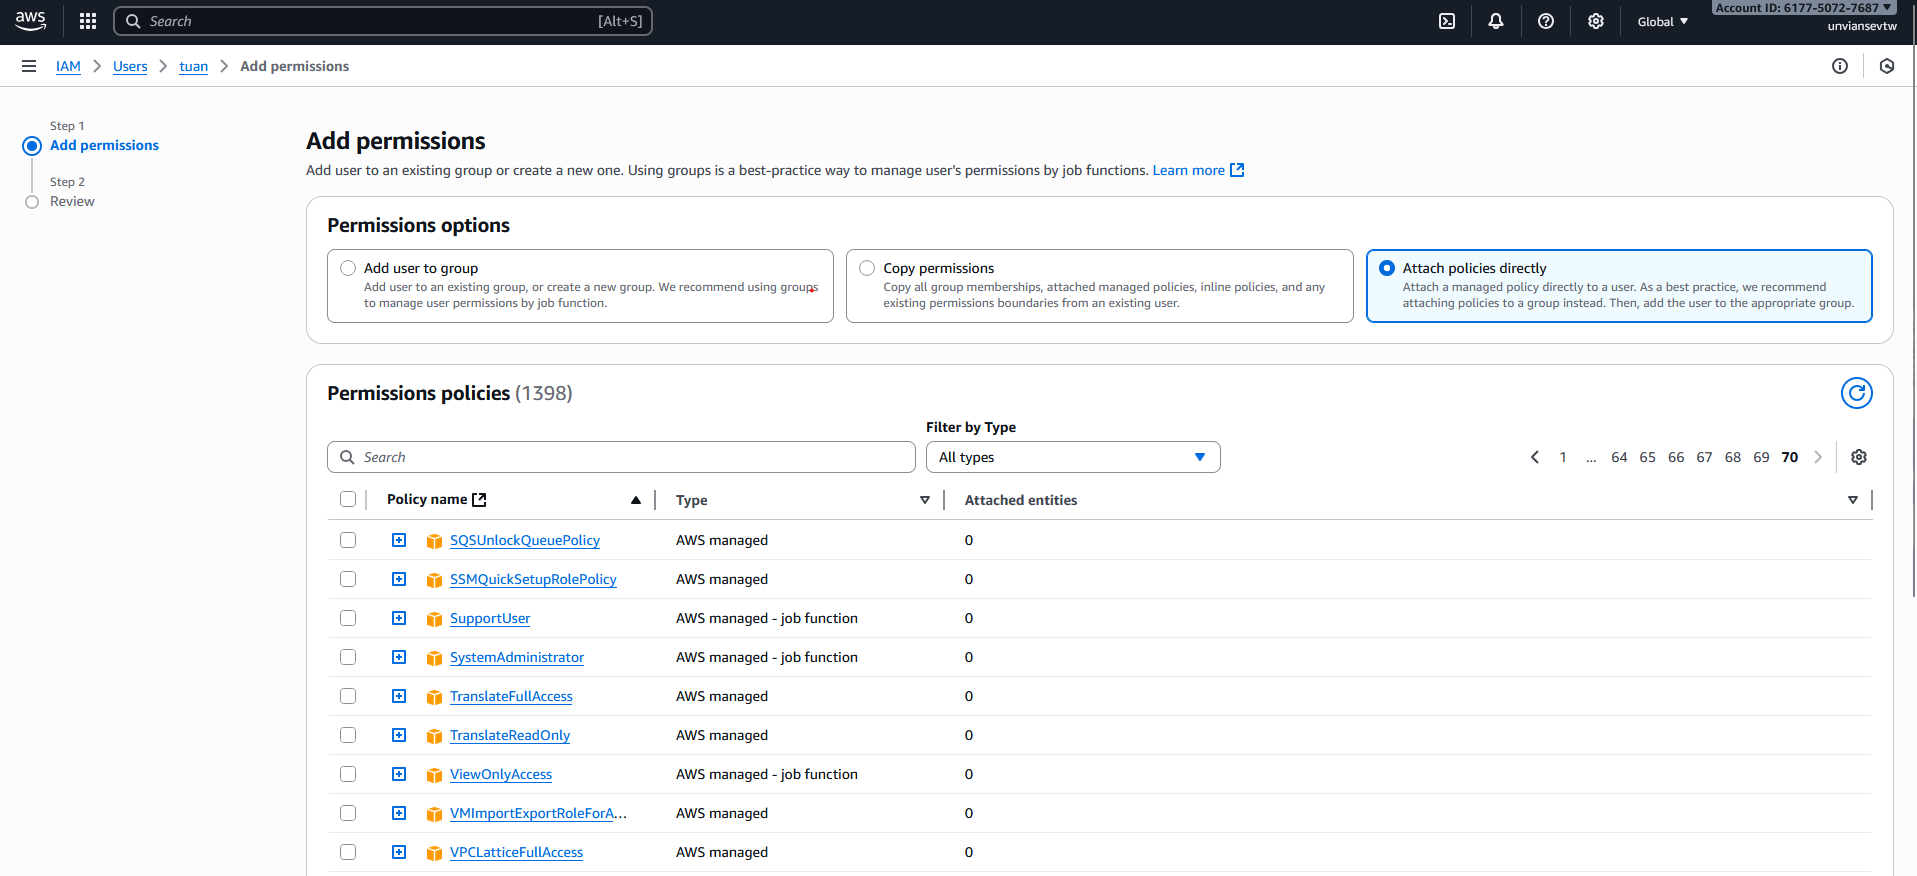 aws
Search [Alt+S]
Global
Account ID: 6177-5072-7687
unviansevtw
IAM > Users > tuan > Add permissions
Step 1
Add permissions
Step 2
Review
Add permissions
Add user to an existing group or create a new one. Using groups is a best-practice way to manage user's permissions by job functions. Learn more
Permissions options
Add user to group
Add user to an existing group, or create a new group. We recommend using groups
to manage user permissions by job function.
Copy permissions
Copy all group memberships, attached managed policies, inline policies, and any
existing permissions boundaries from an existing user.
Attach policies directly
Attach a managed policy directly to a user. As a best practice, we recommend
attaching policies to a group instead. Then, add the user to the appropriate group.
Permissions policies (1398)
Filter by Type
Search
All types
1 ... 64 65 66 67 68 69 70
Policy name Type Attached entities
SQSUnlockQueuePolicy AWS managed 0
SSMQuickSetupRolePolicy AWS managed 0
SupportUser AWS managed - job function 0
SystemAdministrator AWS managed - job function 0
TranslateFullAccess AWS managed 0
TranslateReadOnly AWS managed 0
ViewOnlyAccess AWS managed - job function 0
VMImportExportRoleForA... AWS managed 0
VPCLatticeFullAccess AWS managed 0